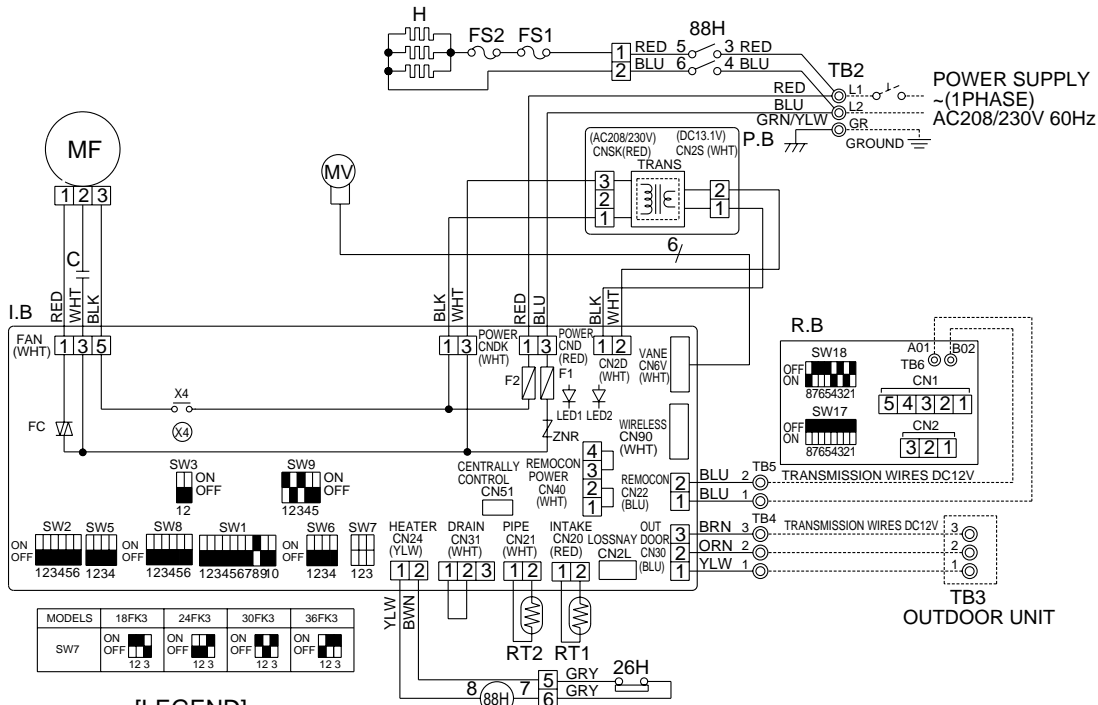 H
FS2 FS1
88H
1 RED 5 3 RED
2 BLU 6 4 BLU
TB2
RED L1
BLU L2
GRN/YLW GR
GROUND
POWER SUPPLY
~(1PHASE)
AC208/230V 60Hz
MF
1 2 3
MV
(AC208/230V) (DC13.1V)
CNSK(RED) CN2S (WHT)
P.B
TRANS
3
2
1
2
1
6
C
RED
WHT
BLK
BLK
WHT
RED
BLU
BLK
WHT
I.B
FAN
(WHT)
1 3 5
1 3
POWER
CNDK
(WHT)
1 3
POWER
CND
(RED)
1 2
CN2D
(WHT)
VANE
CN6V
(WHT)
F2 F1
LED1 LED2
ZNR
X4
X4
FC
WIRELESS
CN90
(WHT)
R.B
SW18
OFF
ON
87654321
SW17
OFF
ON
87654321
A01 B02
TB6
CN1
5 4 3 2 1
CN2
3 2 1
SW3
ON
OFF
12
SW9
ON
OFF
12345
CENTRALLY
CONTROL
CN51
REMOCON
POWER
CN40
(WHT)
4
3
2
1
REMOCON
CN22
(BLU)
2 BLU 2 TB5
1 BLU 1
TRANSMISSION WIRES DC12V
SW2
ON
OFF
123456
SW5
1234
SW8
ON
OFF
123456
SW1
12345678910
SW6
ON
OFF
1234
SW7
123
HEATER
CN24
(YLW)
1 2
DRAIN
CN31
(WHT)
1 2 3
PIPE
CN21
(WHT)
1 2
INTAKE
CN20
(RED)
1 2
LOSSNAY
CN2L
OUT
DOOR
CN30
(BLU)
3 BRN 3 TB4
2 ORN 2
1 YLW 1
TRANSMISSION WIRES DC12V
3
2
1
TB3
OUTDOOR UNIT
YLW
BWN
RT2 RT1
MODELS 18FK3 24FK3 30FK3 36FK3
SW7
ON
OFF
12 3
ON
OFF
12 3
ON
OFF
12 3
ON
OFF
12 3
8 88H 7
5 GRY 26H
6 GRY
[LEGEND]